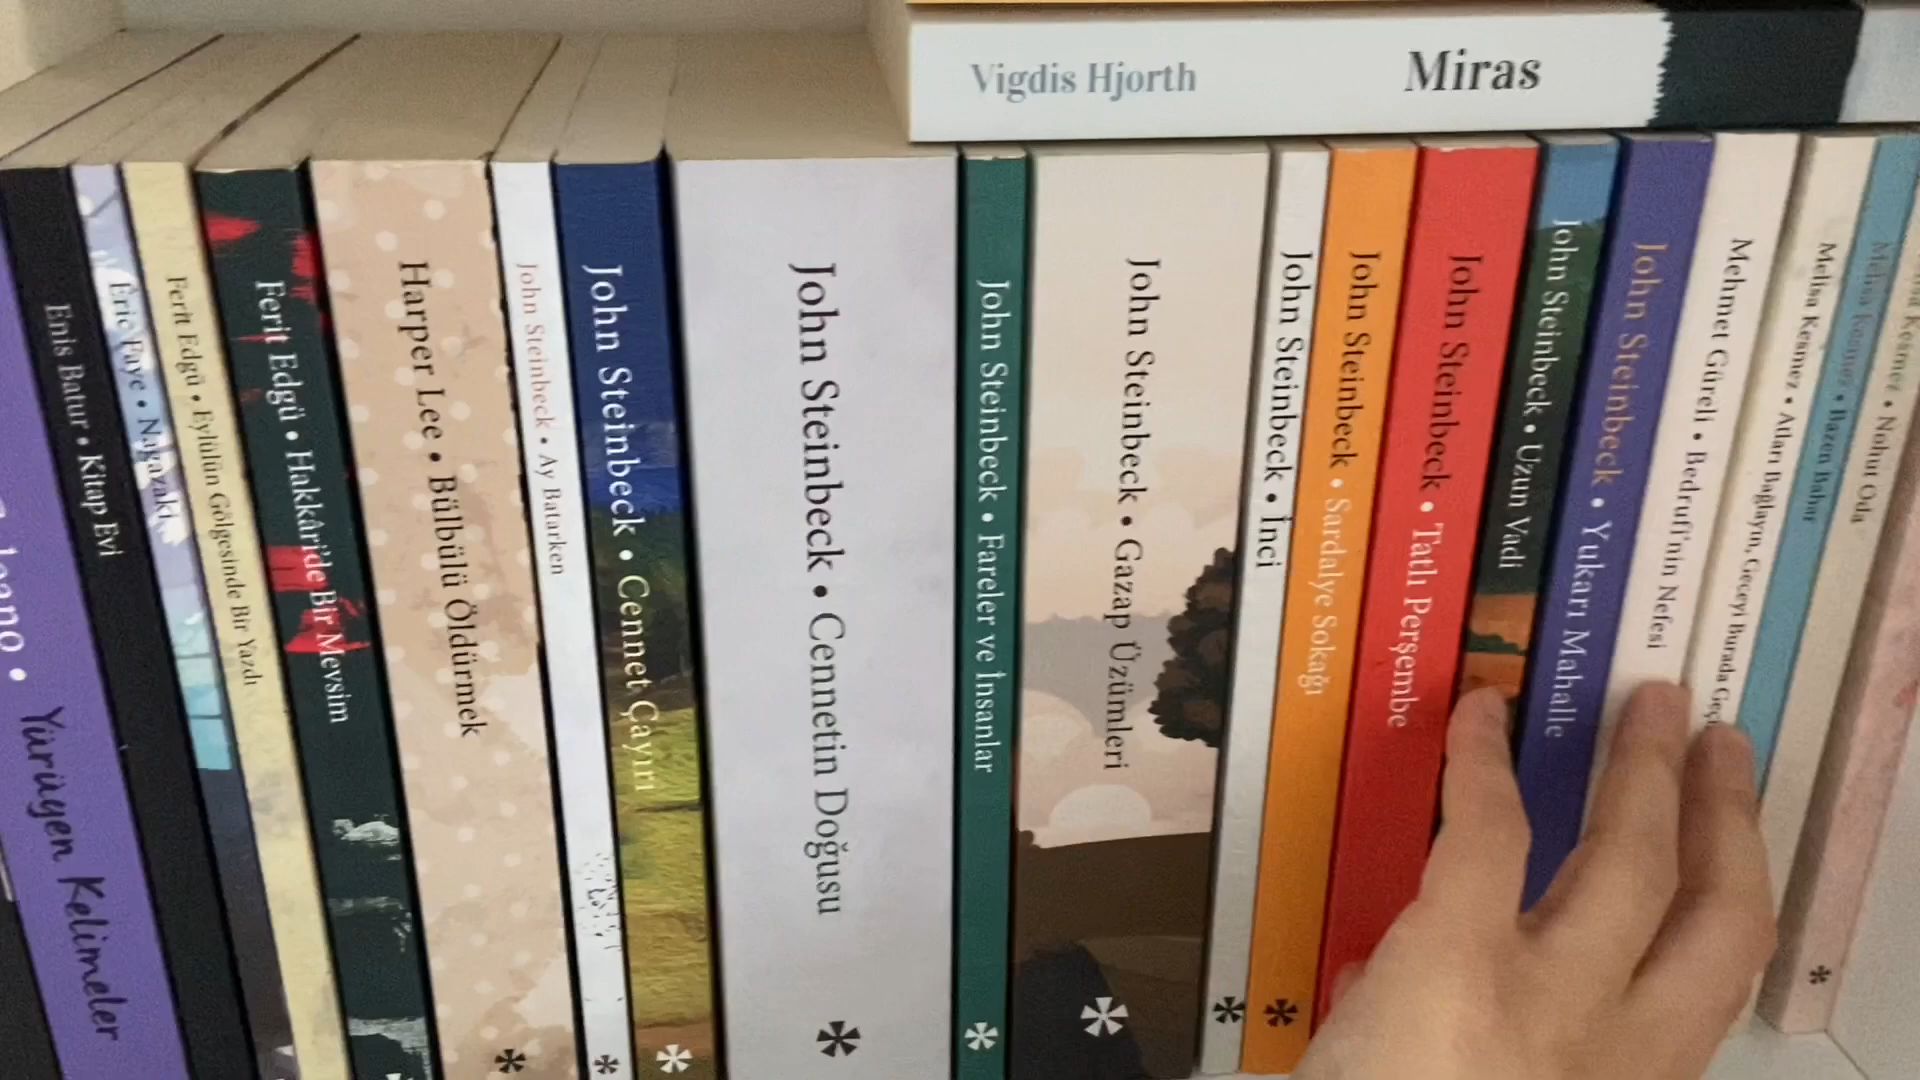 Vigdis Hjorth Miras
Yürüyen Kelimeler
Enis Batur • Kitap Evi
Éric Faye • Nagazaki
Ferit Edgü • Eylülün Gölgesinde Bir Yazdı
Ferit Edgü • Hakkâri'de Bir Mevsim
Harper Lee • Bülbülü Öldürmek
John Steinbeck • Ay Batarken
John Steinbeck • Cennet Çayırı
John Steinbeck • Cennetin Doğusu
John Steinbeck • Fareler ve İnsanlar
John Steinbeck • Gazap Üzümleri
John Steinbeck • İnci
John Steinbeck • Sardalye Sokağı
John Steinbeck • Tatlı Perşembe
John Steinbeck • Uzun Vadi
John Steinbeck • Yukarı Mahalle
Mehmet Güreli • Bedrufi'nin Nefesi
Melisa Kesmez • Atları Bağlayın, Geceyi Burada
Melisa Kesmez • Bazen Bahar
Kesmez • Nohut Oda